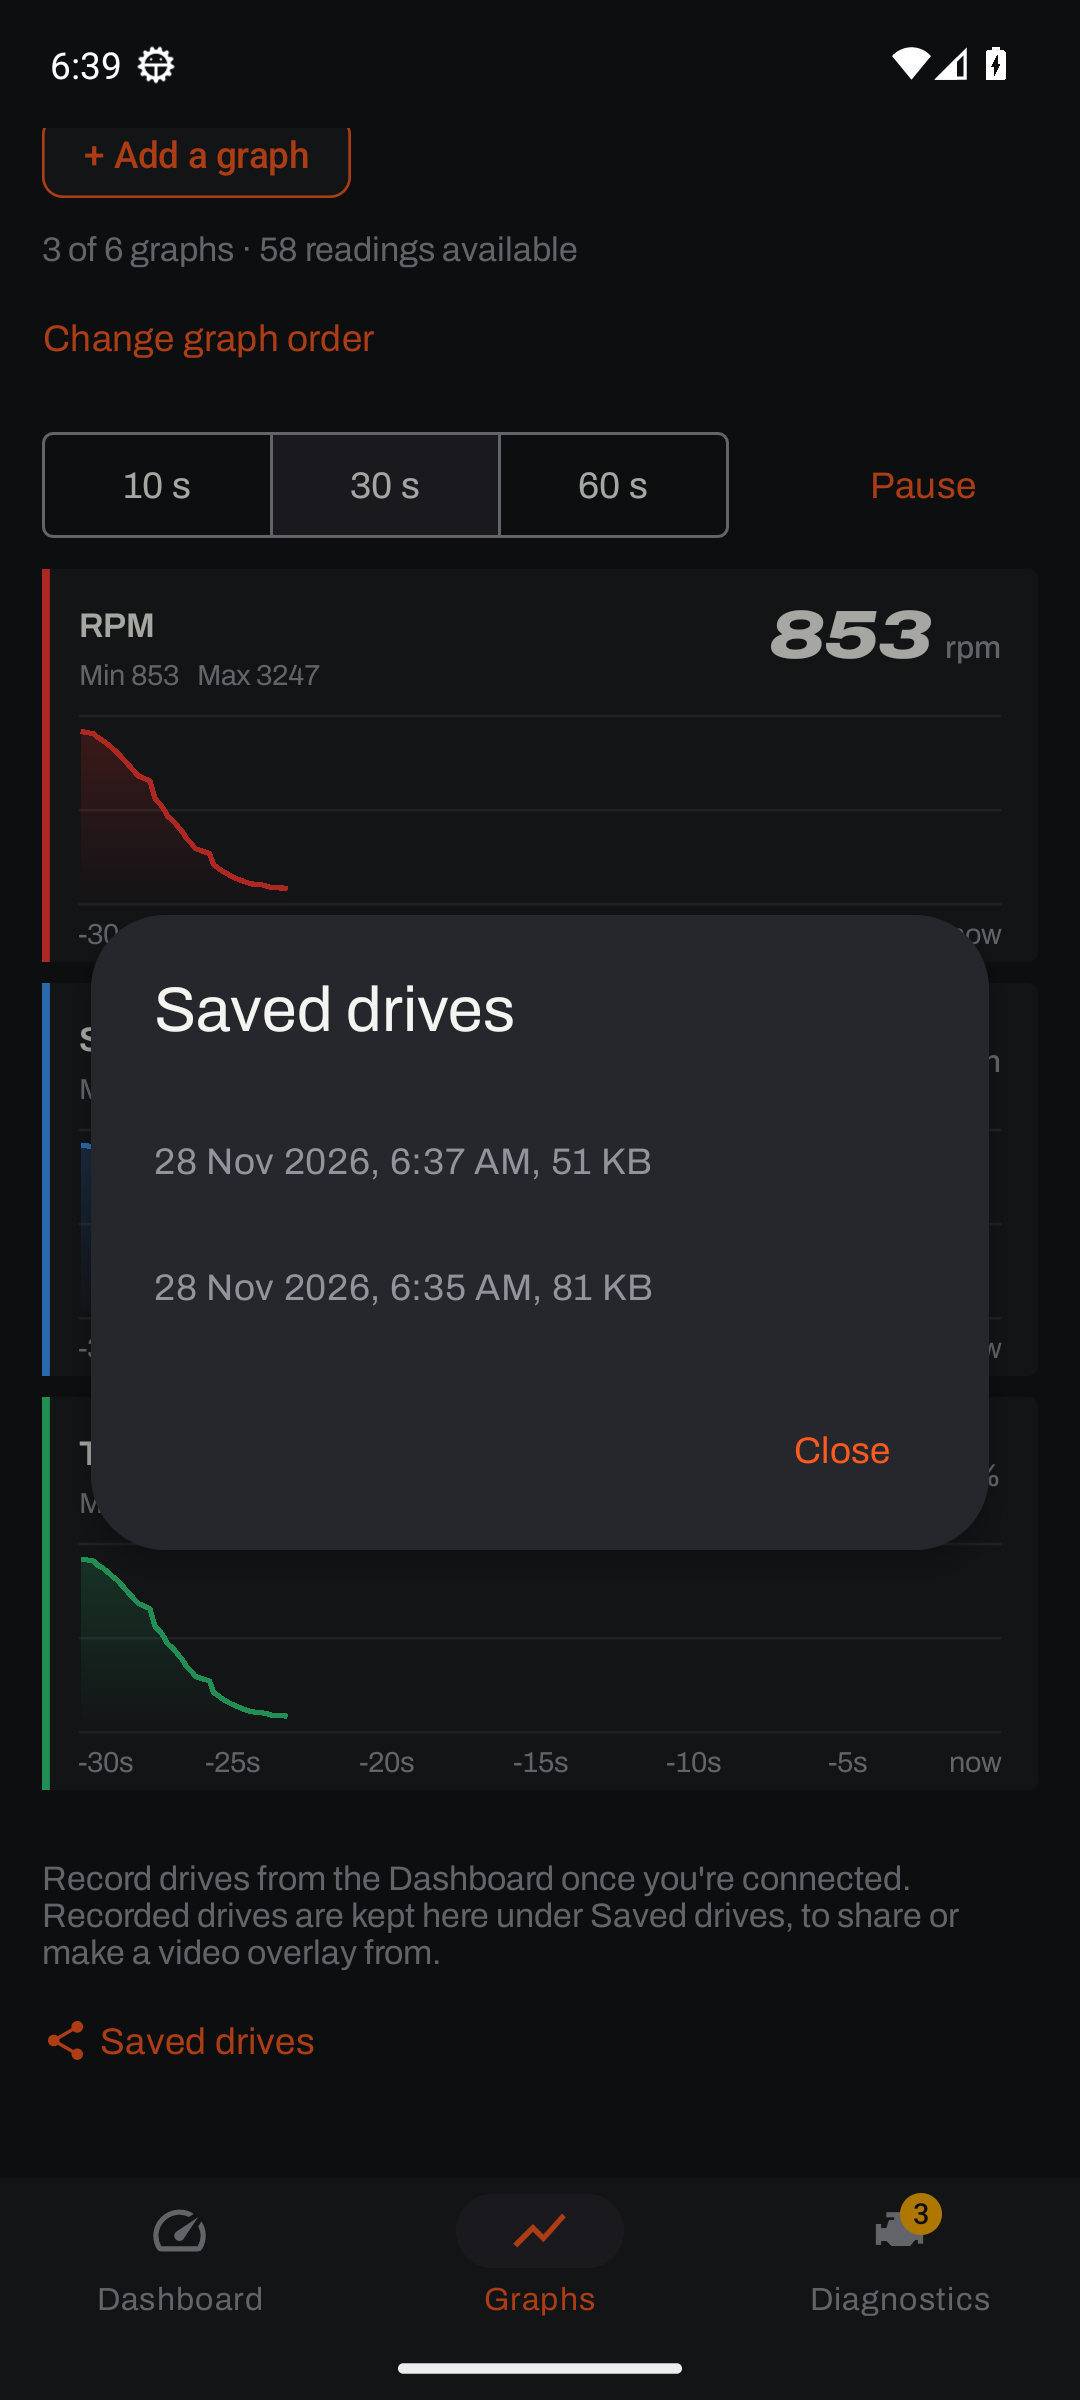 6:39
+ Add a graph
3 of 6 graphs · 58 readings available
Change graph order
10 s 30 s 60 s Pause
RPM 853 rpm
Min 853 Max 3247
Saved drives
28 Nov 2026, 6:37 AM, 51 KB
28 Nov 2026, 6:35 AM, 81 KB
Close
%
-30s -25s -20s -15s -10s -5s now
Record drives from the Dashboard once you're connected.
Recorded drives are kept here under Saved drives, to share or
make a video overlay from.
Saved drives
3
Dashboard Graphs Diagnostics